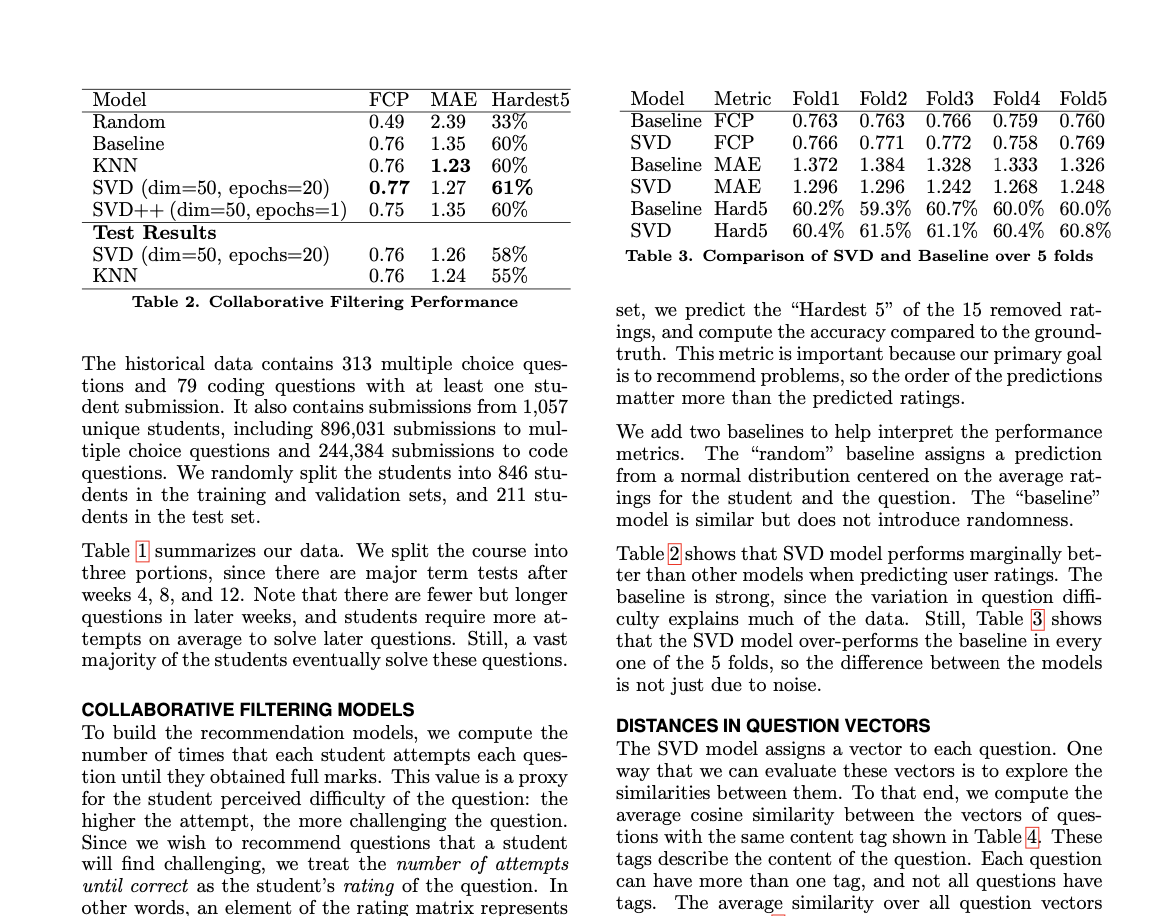 Model FCP MAE Hardest5
Random 0.49 2.39 33%
Baseline 0.76 1.35 60%
KNN 0.76 1.23 60%
SVD (dim=50, epochs=20) 0.77 1.27 61%
SVD++ (dim=50, epochs=1) 0.75 1.35 60%
Test Results
SVD (dim=50, epochs=20) 0.76 1.26 58%
KNN 0.76 1.24 55%
Table 2. Collaborative Filtering Performance
The historical data contains 313 multiple choice ques-
tions and 79 coding questions with at least one stu-
dent submission. It also contains submissions from 1,057
unique students, including 896,031 submissions to mul-
tiple choice questions and 244,384 submissions to code
questions. We randomly split the students into 846 stu-
dents in the training and validation sets, and 211 stu-
dents in the test set.
Table 1 summarizes our data. We split the course into
three portions, since there are major term tests after
weeks 4, 8, and 12. Note that there are fewer but longer
questions in later weeks, and students require more at-
tempts on average to solve later questions. Still, a vast
majority of the students eventually solve these questions.
COLLABORATIVE FILTERING MODELS
To build the recommendation models, we compute the
number of times that each student attempts each ques-
tion until they obtained full marks. This value is a proxy
for the student perceived difficulty of the question: the
higher the attempt, the more challenging the question.
Since we wish to recommend questions that a student
will find challenging, we treat the number of attempts
until correct as the student's rating of the question. In
other words, an element of the rating matrix represents
Model Metric Fold1 Fold2 Fold3 Fold4 Fold5
Baseline FCP 0.763 0.763 0.766 0.759 0.760
SVD FCP 0.766 0.771 0.772 0.758 0.769
Baseline MAE 1.372 1.384 1.328 1.333 1.326
SVD MAE 1.296 1.296 1.242 1.268 1.248
Baseline Hard5 60.2% 59.3% 60.7% 60.0% 60.0%
SVD Hard5 60.4% 61.5% 61.1% 60.4% 60.8%
Table 3. Comparison of SVD and Baseline over 5 folds
set, we predict the “Hardest 5” of the 15 removed rat-
ings, and compute the accuracy compared to the ground-
truth. This metric is important because our primary goal
is to recommend problems, so the order of the predictions
matter more than the predicted ratings.
We add two baselines to help interpret the performance
metrics. The “random” baseline assigns a prediction
from a normal distribution centered on the average rat-
ings for the student and the question. The “baseline”
model is similar but does not introduce randomness.
Table 2 shows that SVD model performs marginally bet-
ter than other models when predicting user ratings. The
baseline is strong, since the variation in question diffi-
culty explains much of the data. Still, Table 3 shows
that the SVD model over-performs the baseline in every
one of the 5 folds, so the difference between the models
is not just due to noise.
DISTANCES IN QUESTION VECTORS
The SVD model assigns a vector to each question. One
way that we can evaluate these vectors is to explore the
similarities between them. To that end, we compute the
average cosine similarity between the vectors of ques-
tions with the same content tag shown in Table 4. These
tags describe the content of the question. Each question
can have more than one tag, and not all questions have
tags. The average similarity over all question vectors